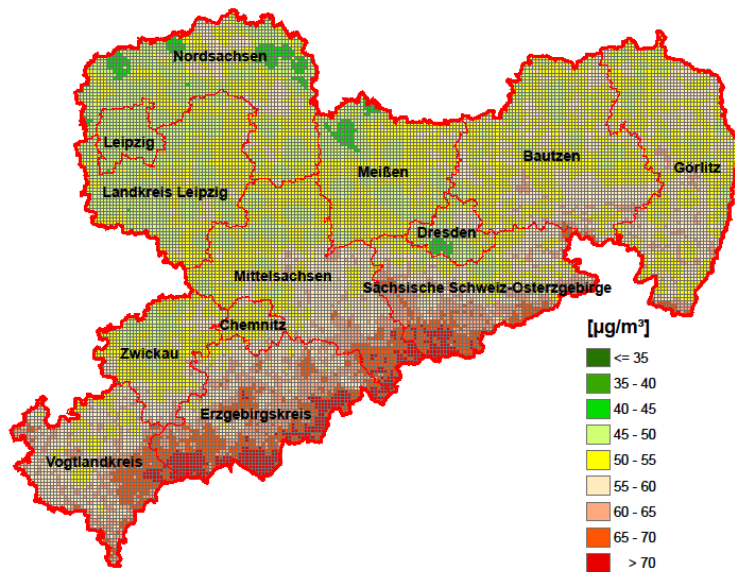 Nordsachsen
Leipzig
Landkreis Leipzig
Meißen
Bautzen
Görlitz
Dresden
Mittelsachsen
Sächsische Schweiz-Osterzgebirge
Chemnitz
Zwickau
Erzgebirgskreis
Vogtlandkreis
[µg/m³]
<= 35
35 - 40
40 - 45
45 - 50
50 - 55
55 - 60
60 - 65
65 - 70
> 70